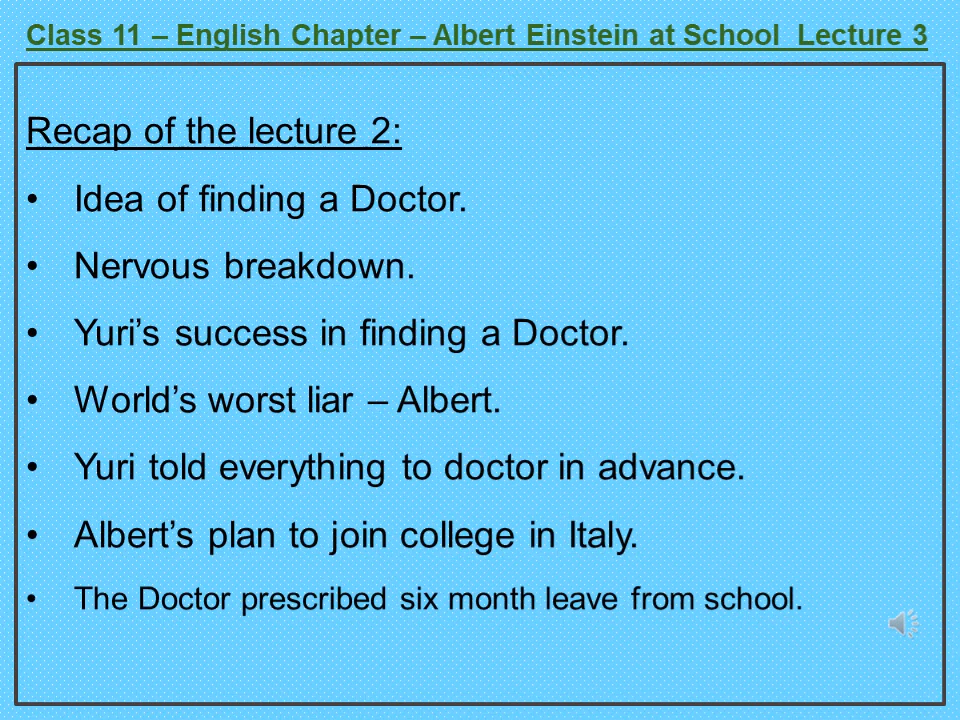 Class 11 – English Chapter – Albert Einstein at School  Lecture 3
Recap of the lecture 2:
• Idea of finding a Doctor.
• Nervous breakdown.
• Yuri’s success in finding a Doctor.
• World’s worst liar – Albert.
• Yuri told everything to doctor in advance.
• Albert’s plan to join college in Italy.
• The Doctor prescribed six month leave from school.